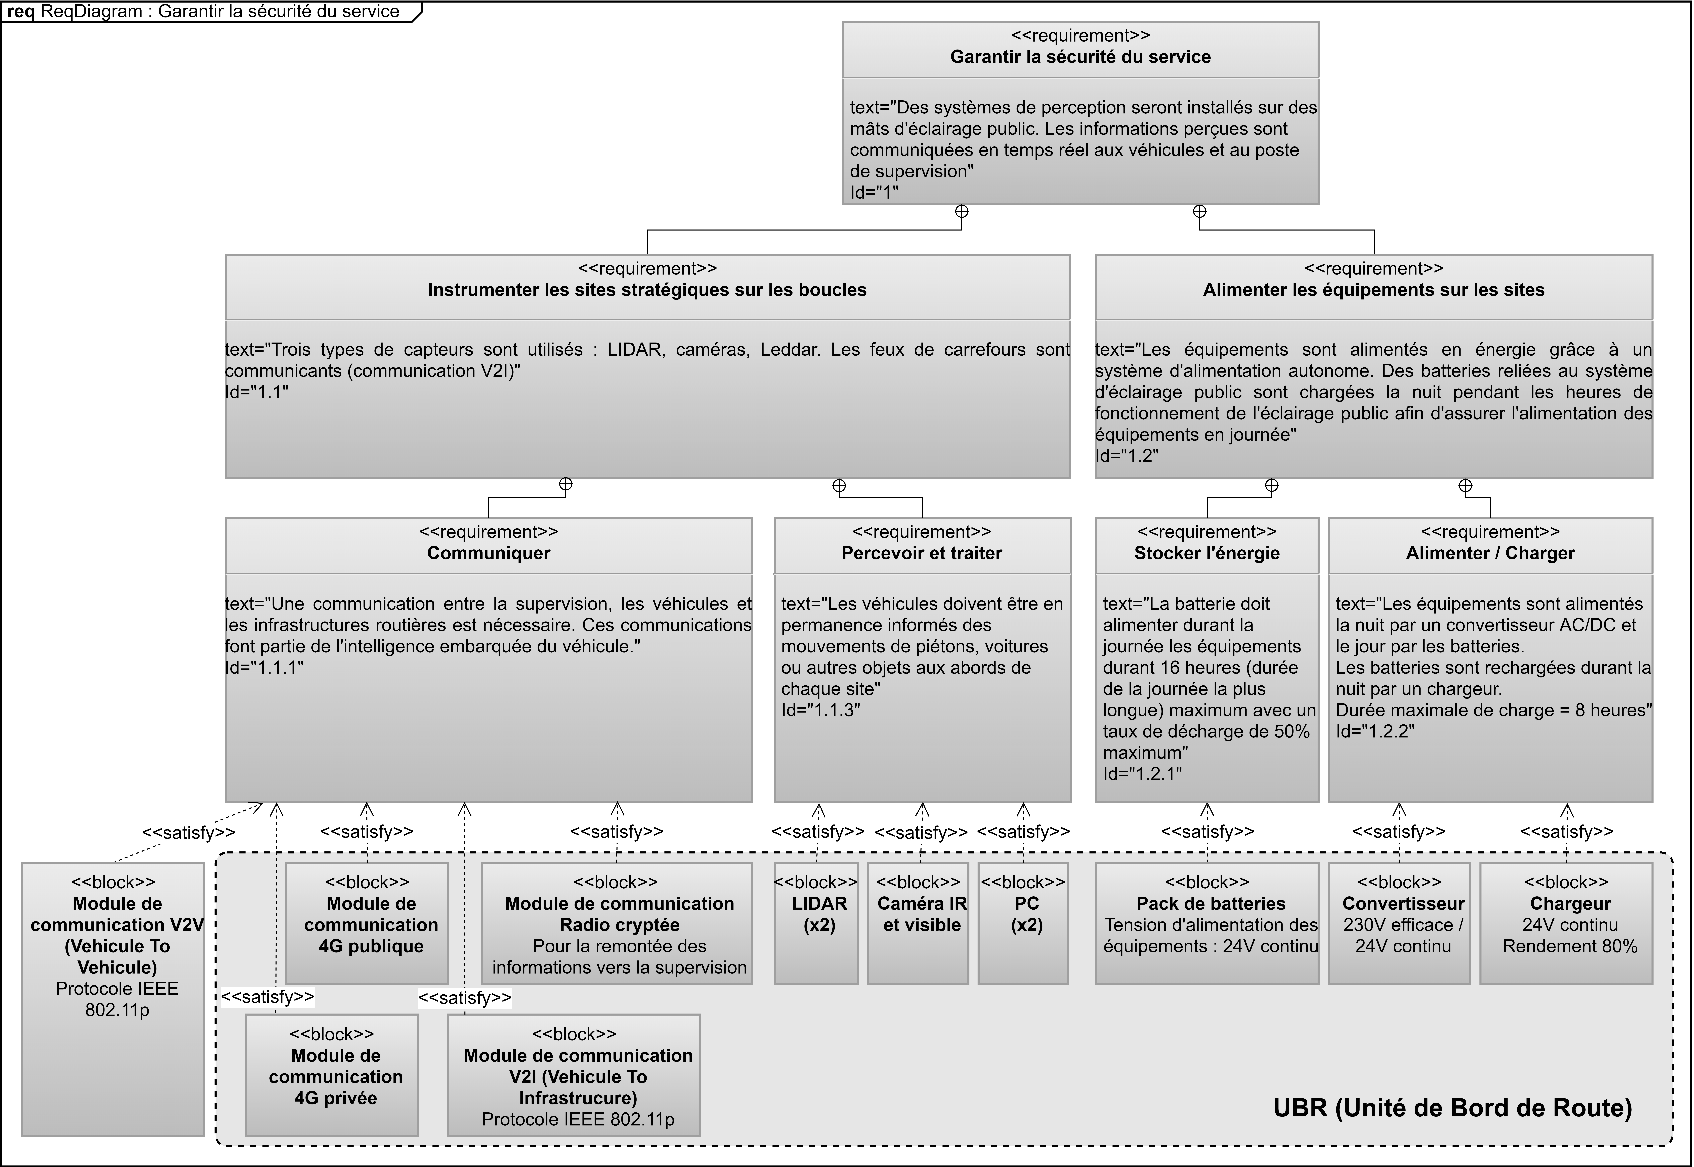 req ReqDiagram : Garantir la sécurité du service
<<requirement>>
Garantir la sécurité du service
text="Des systèmes de perception seront installés sur des
mâts d'éclairage public. Les informations perçues sont
communiquées en temps réel aux véhicules et au poste
de supervision"
Id="1"
<<requirement>>
Instrumenter les sites stratégiques sur les boucles
text="Trois types de capteurs sont utilisés : LIDAR, caméras, Leddar. Les feux de carrefours sont
communicants (communication V2I)"
Id="1.1"
<<requirement>>
Alimenter les équipements sur les sites
text="Les équipements sont alimentés en énergie grâce à un
système d'alimentation autonome. Des batteries reliées au système
d'éclairage public sont chargées la nuit pendant les heures de
fonctionnement de l'éclairage public afin d'assurer l'alimentation des
équipements en journée"
Id="1.2"
<<requirement>>
Communiquer
text="Une communication entre la supervision, les véhicules et
les infrastructures routières est nécessaire. Ces communications
font partie de l'intelligence embarquée du véhicule."
Id="1.1.1"
<<requirement>>
Percevoir et traiter
text="Les véhicules doivent être en
permanence informés des
mouvements de piétons, voitures
ou autres objets aux abords de
chaque site"
Id="1.1.3"
<<requirement>>
Stocker l'énergie
text="La batterie doit
alimenter durant la
journée les équipements
durant 16 heures (durée
de la journée la plus
longue) maximum avec un
taux de décharge de 50%
maximum"
Id="1.2.1"
<<requirement>>
Alimenter / Charger
text="Les équipements sont alimentés
la nuit par un convertisseur AC/DC et
le jour par les batteries.
Les batteries sont rechargées durant la
nuit par un chargeur.
Durée maximale de charge = 8 heures"
Id="1.2.2"
<<satisfy>>
<<satisfy>>
<<satisfy>>
<<satisfy>>
<<satisfy>>
<<satisfy>>
<<satisfy>>
<<satisfy>>
<<satisfy>>
<<block>>
Module de
communication V2V
(Vehicule To
Vehicule)
Protocole IEEE
802.11p
<<block>>
Module de
communication
4G publique
<<block>>
Module de communication
Radio cryptée
Pour la remontée des
informations vers la supervision
<<block>>
LIDAR
(x2)
<<block>>
Caméra IR
et visible
<<block>>
PC
(x2)
<<block>>
Pack de batteries
Tension d'alimentation des
équipements : 24V continu
<<block>>
Convertisseur
230V efficace /
24V continu
<<block>>
Chargeur
24V continu
Rendement 80%
<<satisfy>>
<<satisfy>>
<<block>>
Module de
communication
4G privée
<<block>>
Module de communication
V2I (Vehicule To
Infrastrucure)
Protocole IEEE 802.11p
UBR (Unité de Bord de Route)